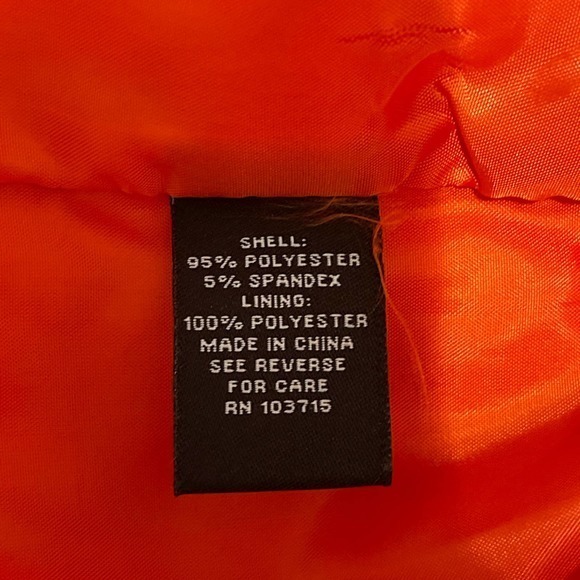 SHELL:
95% POLYESTER
5% SPANDEX
LINING:
100% POLYESTER
MADE IN CHINA
SEE REVERSE
FOR CARE
RN 103715